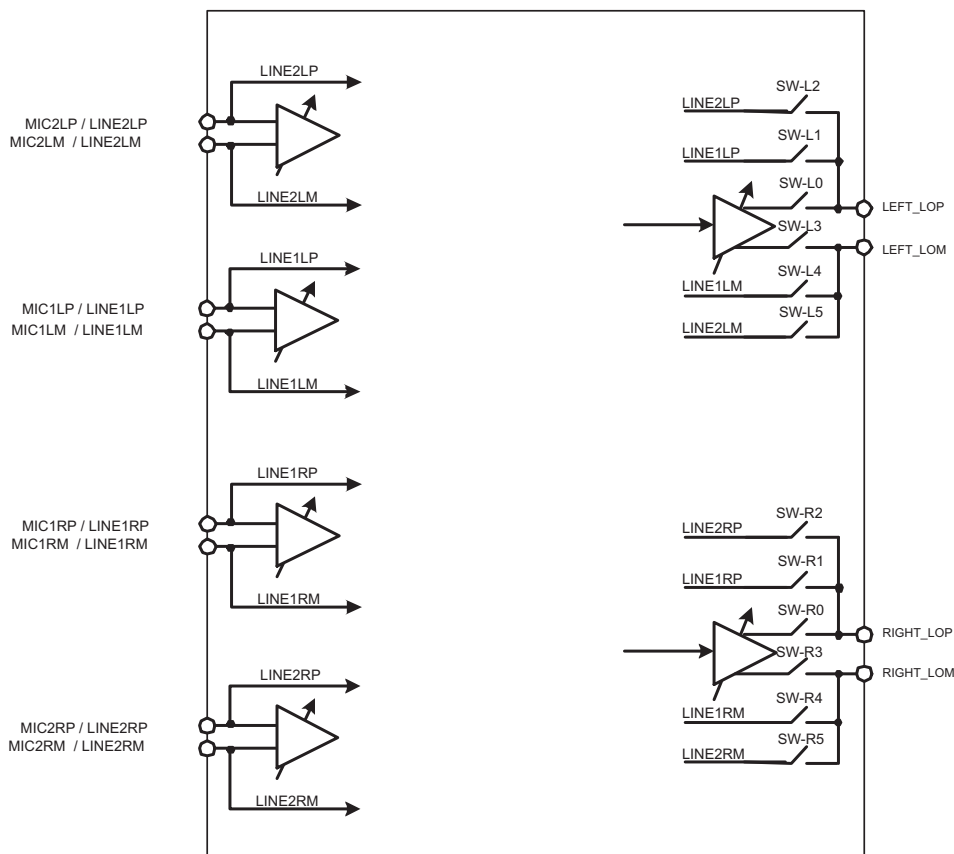 LINE2LP
MIC2LP / LINE2LP
MIC2LM / LINE2LM
LINE2LM
LINE1LP
MIC1LP / LINE1LP
MIC1LM / LINE1LM
LINE1LM
LINE1RP
MIC1RP / LINE1RP
MIC1RM / LINE1RM
LINE1RM
LINE2RP
MIC2RP / LINE2RP
MIC2RM / LINE2RM
LINE2RM
SW-L2
LINE2LP
SW-L1
LINE1LP
SW-L0
LEFT_LOP
SW-L3
LEFT_LOM
SW-L4
LINE1LM
SW-L5
LINE2LM
SW-R2
LINE2RP
SW-R1
LINE1RP
SW-R0
RIGHT_LOP
SW-R3
RIGHT_LOM
SW-R4
LINE1RM
SW-R5
LINE2RM